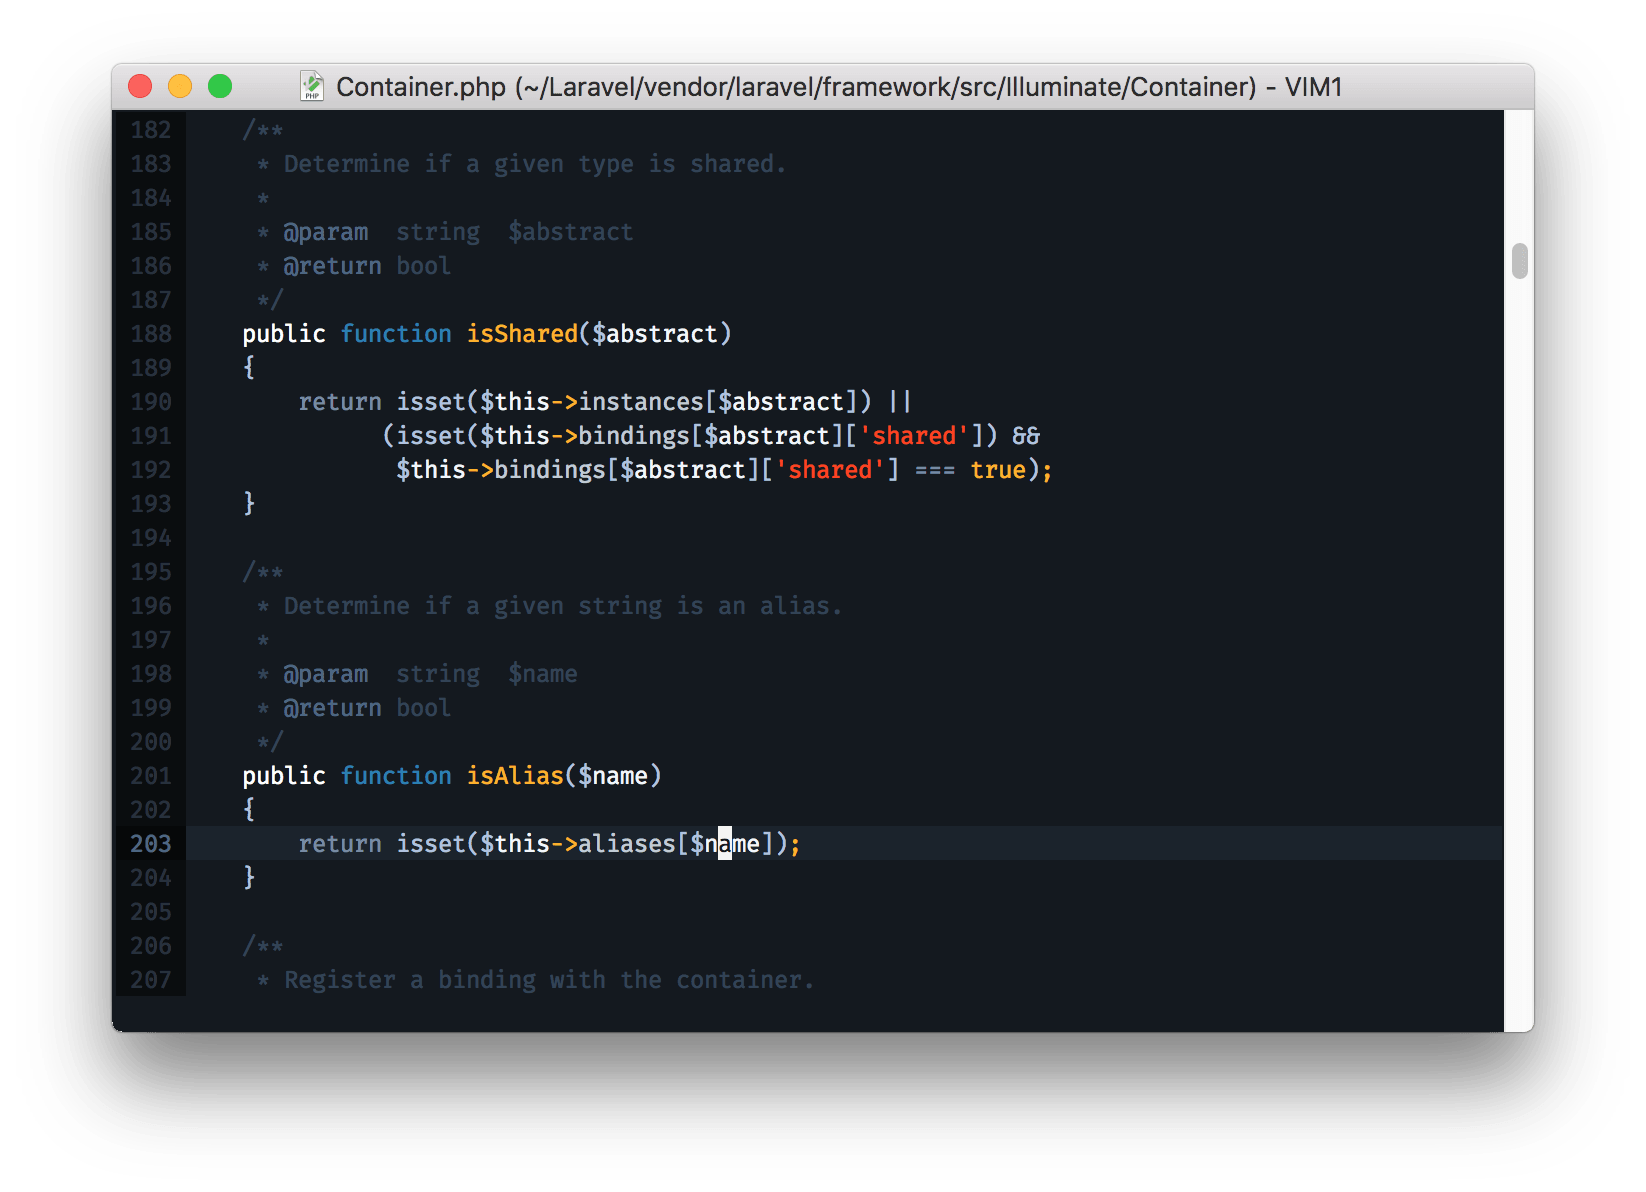 Container.php (~/Laravel/vendor/laravel/framework/src/Illuminate/Container) - VIM1
182     /**
183      * Determine if a given type is shared.
184      *
185      * @param  string  $abstract
186      * @return bool
187      */
188     public function isShared($abstract)
189     {
190         return isset($this->instances[$abstract]) ||
191               (isset($this->bindings[$abstract]['shared']) &&
192                $this->bindings[$abstract]['shared'] === true);
193     }
194
195     /**
196      * Determine if a given string is an alias.
197      *
198      * @param  string  $name
199      * @return bool
200      */
201     public function isAlias($name)
202     {
203         return isset($this->aliases[$name]);
204     }
205
206     /**
207      * Register a binding with the container.